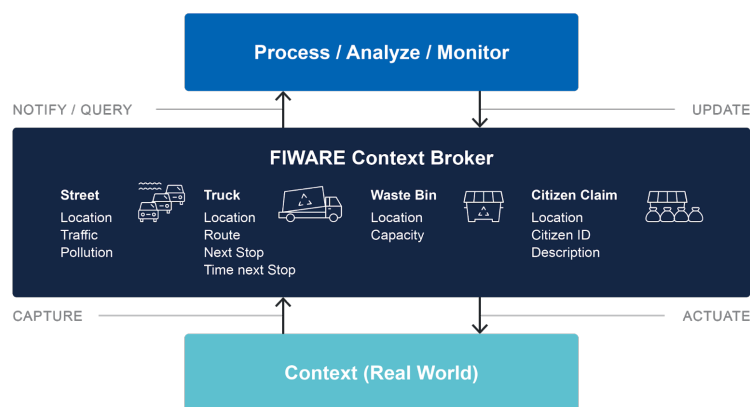 Process / Analyze / Monitor
NOTIFY / QUERY
UPDATE
FIWARE Context Broker
Street
Location
Traffic
Pollution
Truck
Location
Route
Next Stop
Time next Stop
Waste Bin
Location
Capacity
Citizen Claim
Location
Citizen ID
Description
CAPTURE
ACTUATE
Context (Real World)